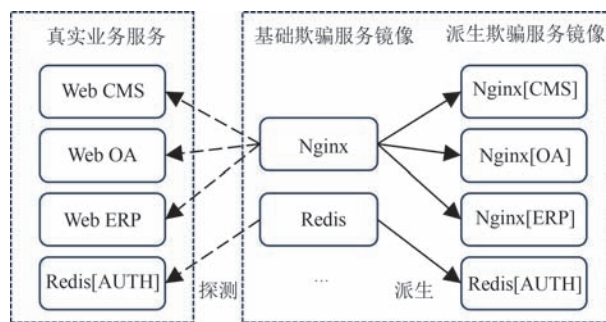 真实业务服务
Web CMS
Web OA
Web ERP
Redis[AUTH]
探测
基础欺骗服务镜像
Nginx
Redis
...
派生
派生欺骗服务镜像
Nginx[CMS]
Nginx[OA]
Nginx[ERP]
Redis[AUTH]